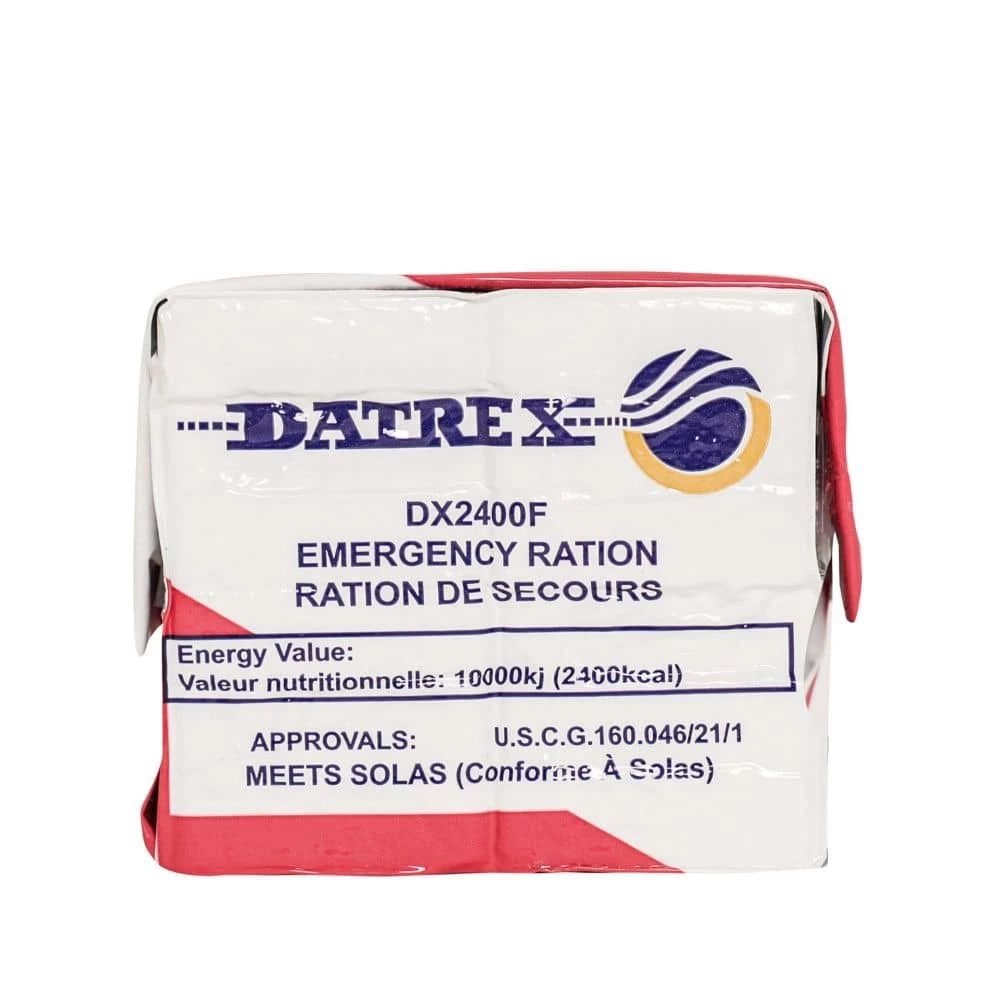 DATREX
DX2400F
EMERGENCY RATION
RATION DE SECOURS
Energy Value:
Valeur nutritionnelle: 10000kj (2400kcal)
APPROVALS: U.S.C.G.160.046/21/1
MEETS SOLAS (Conforme À Solas)